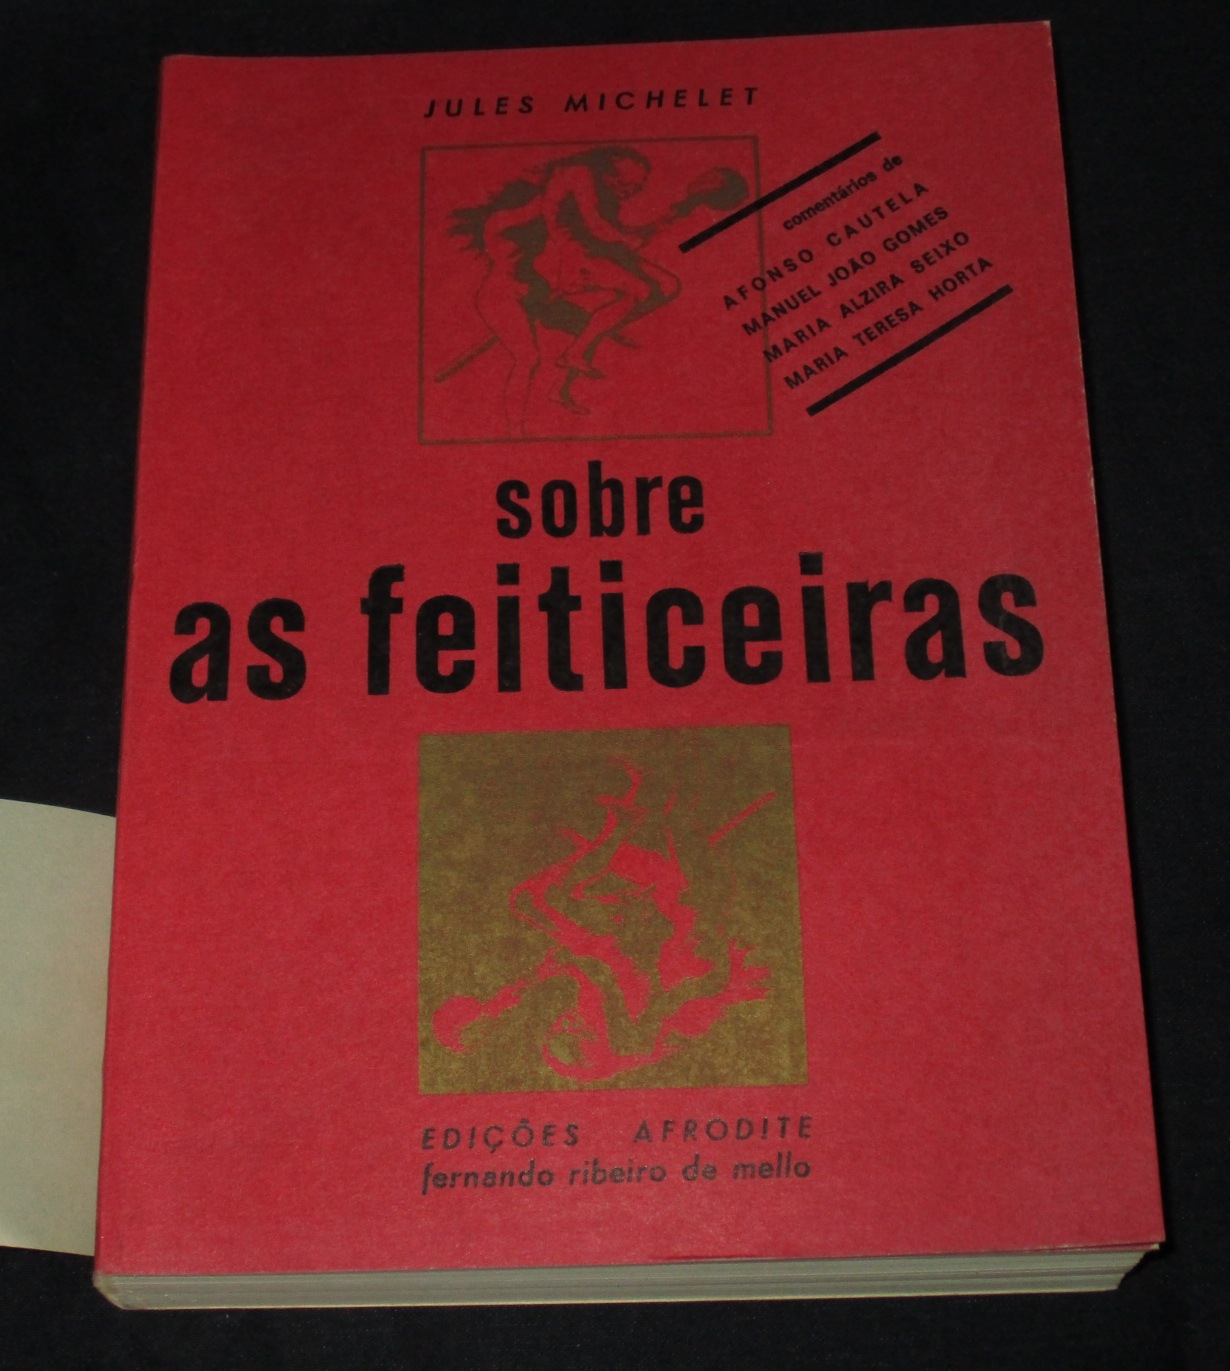 JULES MICHELET
comentários de
AFONSO CAUTELA
MANUEL JOÃO GOMES
MARIA ALZIRA SEIXO
MARIA TERESA HORTA
sobre
as feiticeiras
EDIÇÕES AFRODITE
fernando ribeiro de mello